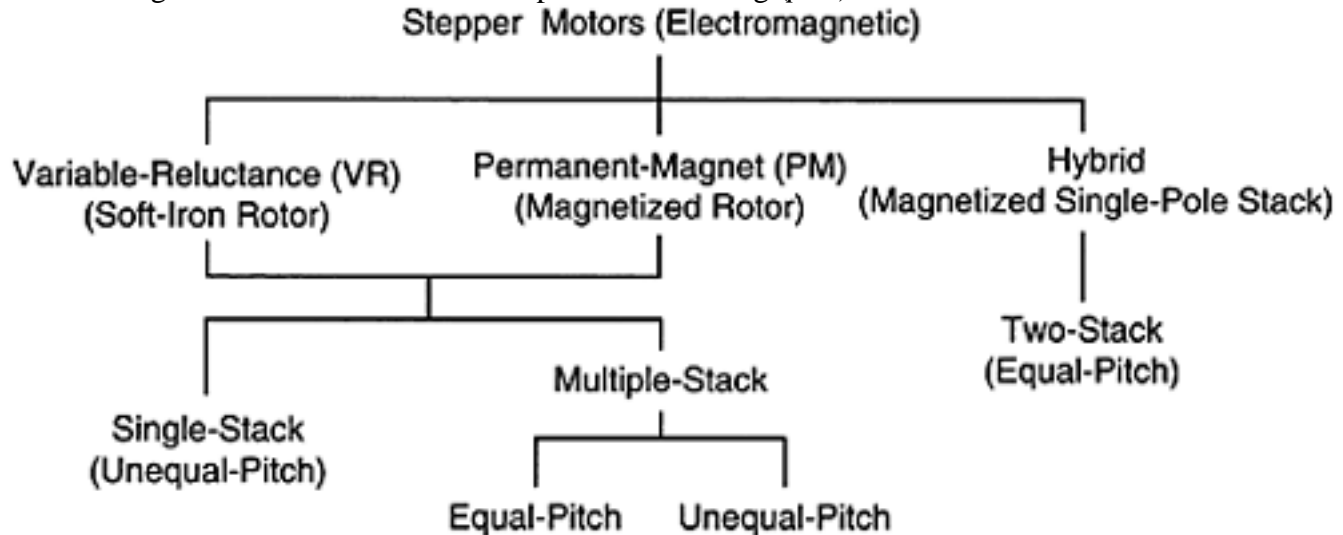 Stepper Motors (Electromagnetic)
Variable-Reluctance (VR)
(Soft-Iron Rotor)
Permanent-Magnet (PM)
(Magnetized Rotor)
Hybrid
(Magnetized Single-Pole Stack)
Single-Stack
(Unequal-Pitch)
Multiple-Stack
Two-Stack
(Equal-Pitch)
Equal-Pitch
Unequal-Pitch